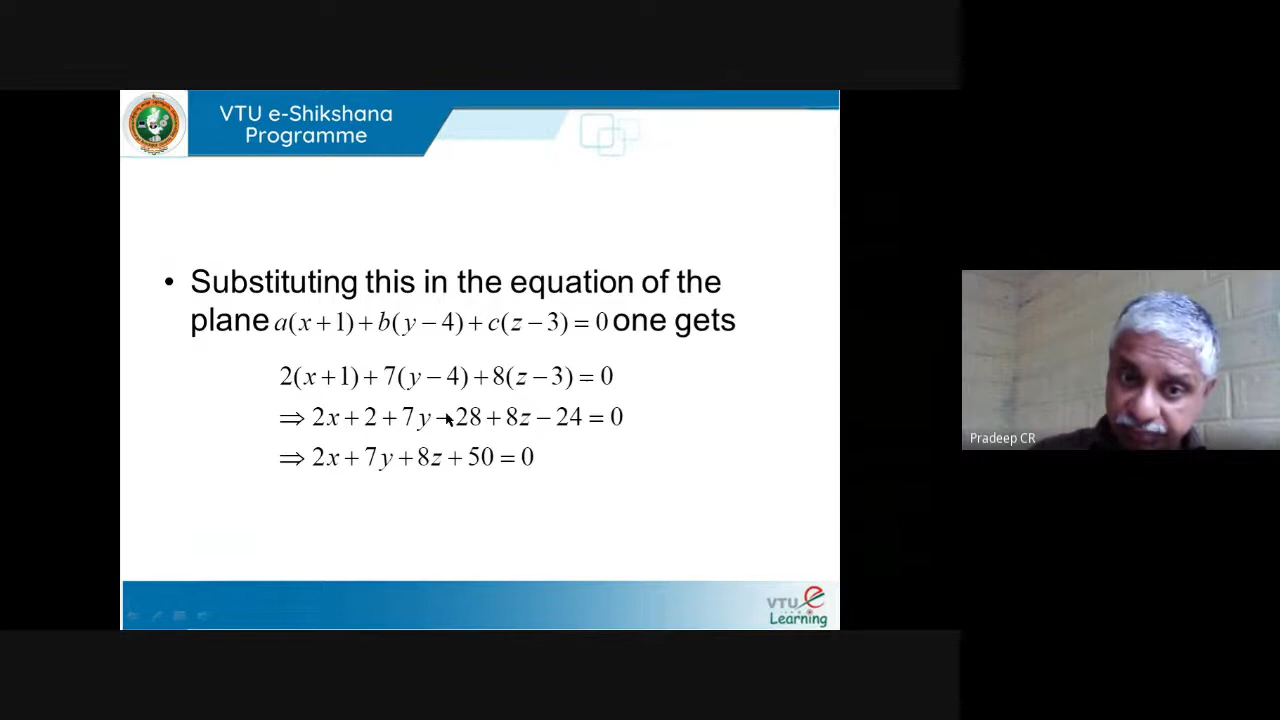 VTU e-Shikshana
Programme
• Substituting this in the equation of the
plane a(x + 1) + b(y − 4) + c(z − 3) = 0 one gets
2(x + 1) + 7(y − 4) + 8(z − 3) = 0
⇒ 2x + 2 + 7y − 28 + 8z − 24 = 0
⇒ 2x + 7y + 8z + 50 = 0
Pradeep CR
VTU e
Learning